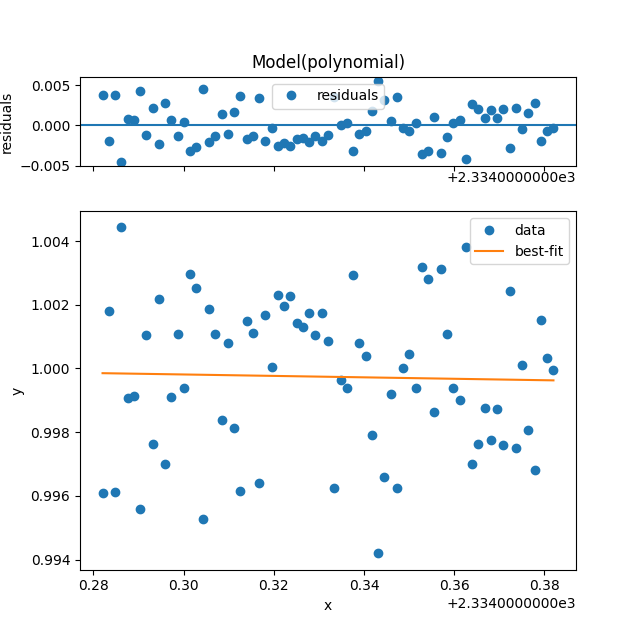 Model(polynomial)
residuals
0.005
0.000
−0.005
residuals
+2.3340000000e3
y
1.004
1.002
1.000
0.998
0.996
0.994
data
best-fit
0.28 0.30 0.32 0.34 0.36 0.38
x
+2.3340000000e3